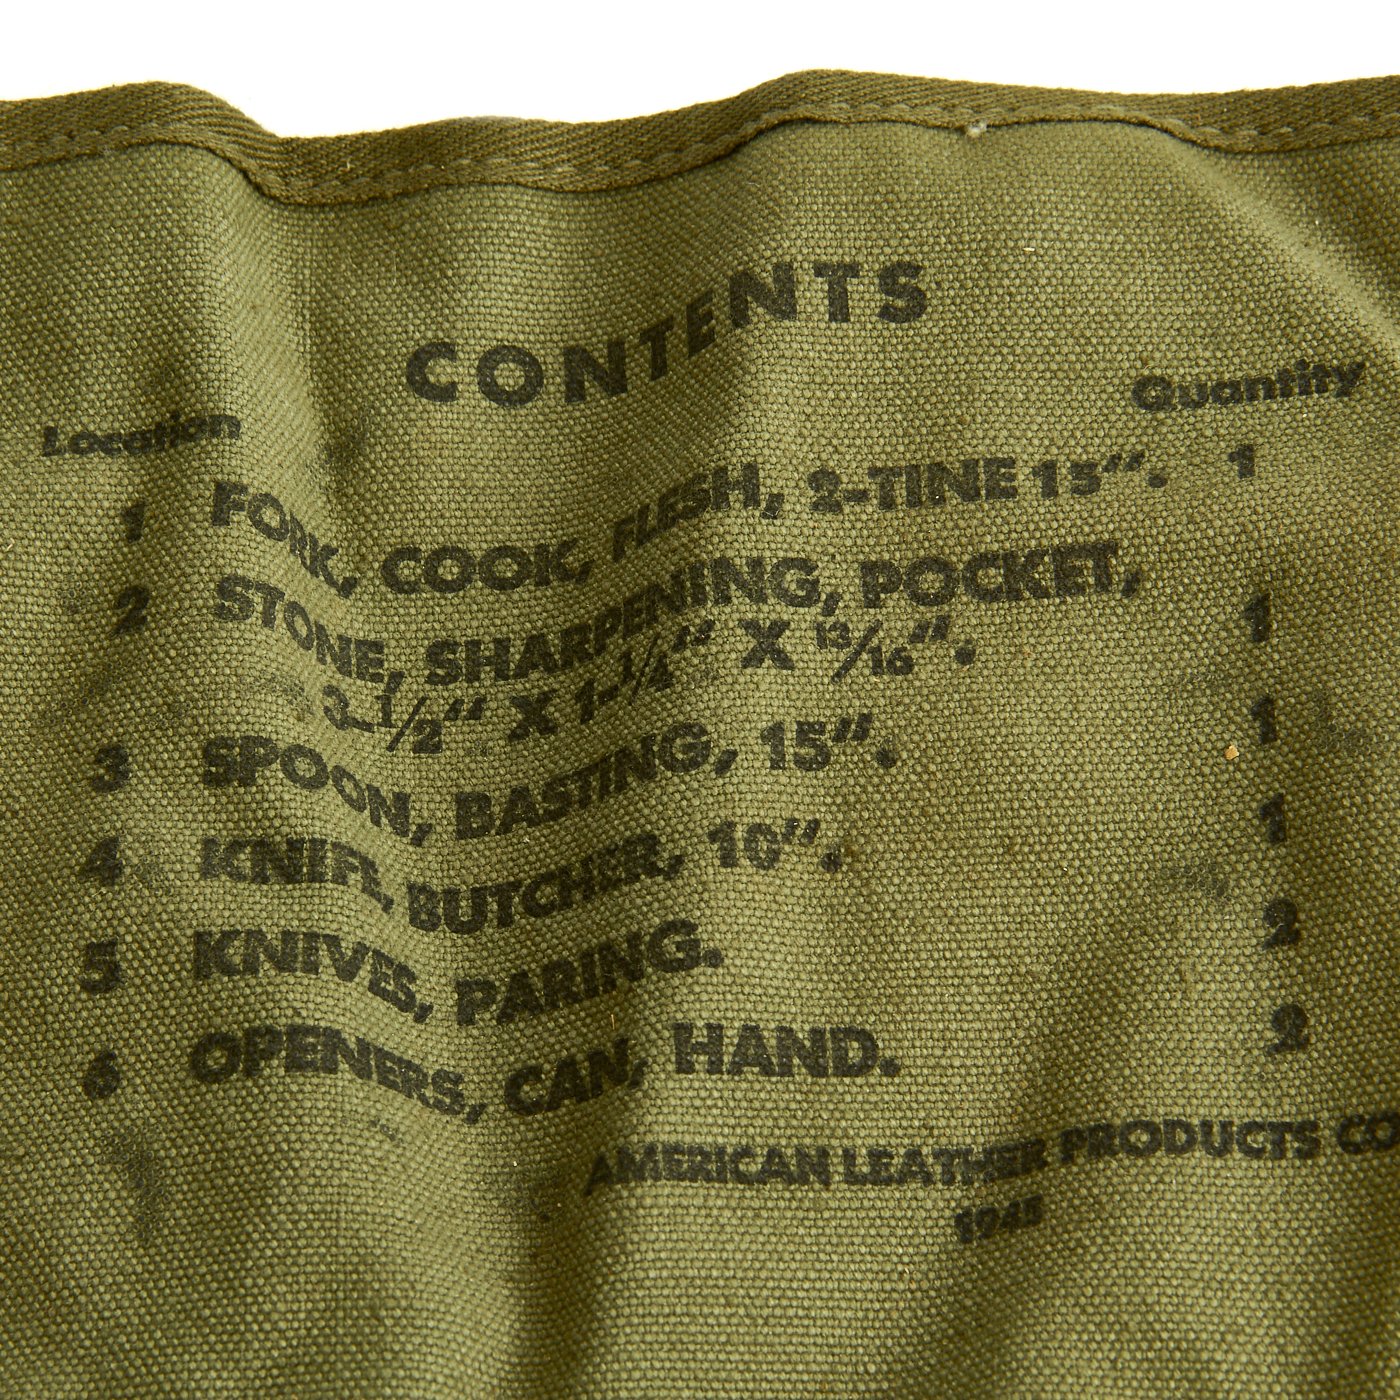 CONTENTS
Location Quantity
1 FORK, COOK, FLESH, 2-TINE 15". 1
2 STONE, SHARPENING, POCKET,
3-1/2" X 1-1/4" X 13/16". 1
3 SPOON, BASTING, 15". 1
4 KNIFE, BUTCHER, 10". 1
5 KNIVES, PARING. 2
6 OPENERS, CAN, HAND. 2
AMERICAN LEATHER PRODUCTS CO
1945